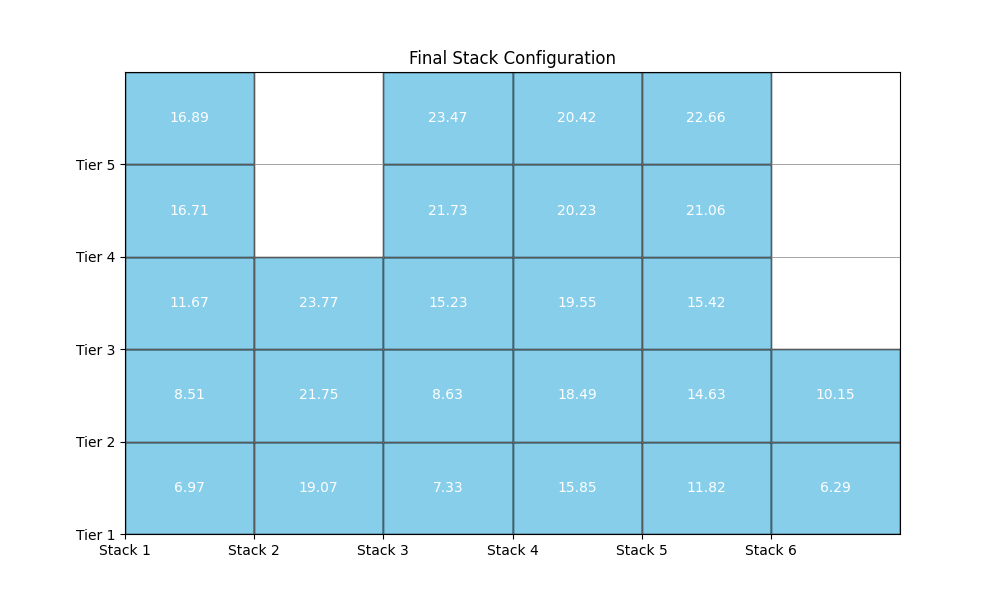 Final Stack Configuration
16.89 23.47 20.42 22.66
Tier 5
16.71 21.73 20.23 21.06
Tier 4
11.67 23.77 15.23 19.55 15.42
Tier 3
8.51 21.75 8.63 18.49 14.63 10.15
Tier 2
6.97 19.07 7.33 15.85 11.82 6.29
Tier 1
Stack 1 Stack 2 Stack 3 Stack 4 Stack 5 Stack 6